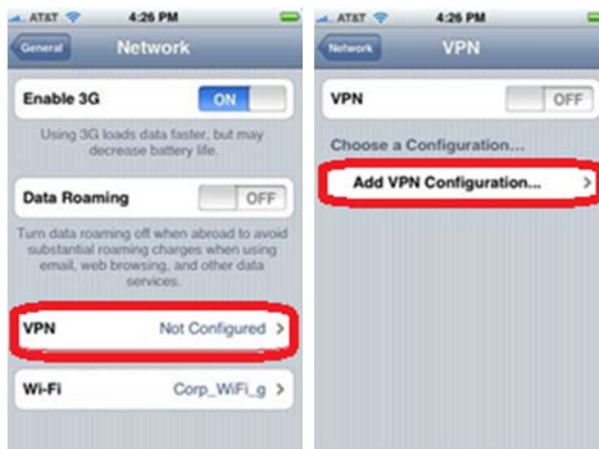 AT&T 4:26 PM
General Network
Enable 3G ON
Using 3G loads data faster, but may
decrease battery life.
Data Roaming OFF
Turn data roaming off when abroad to avoid
substantial roaming charges when using
email, web browsing, and other data
services.
VPN Not Configured >
Wi-Fi Corp_WiFi_g >
AT&T 4:26 PM
Network VPN
VPN OFF
Choose a Configuration...
Add VPN Configuration... >